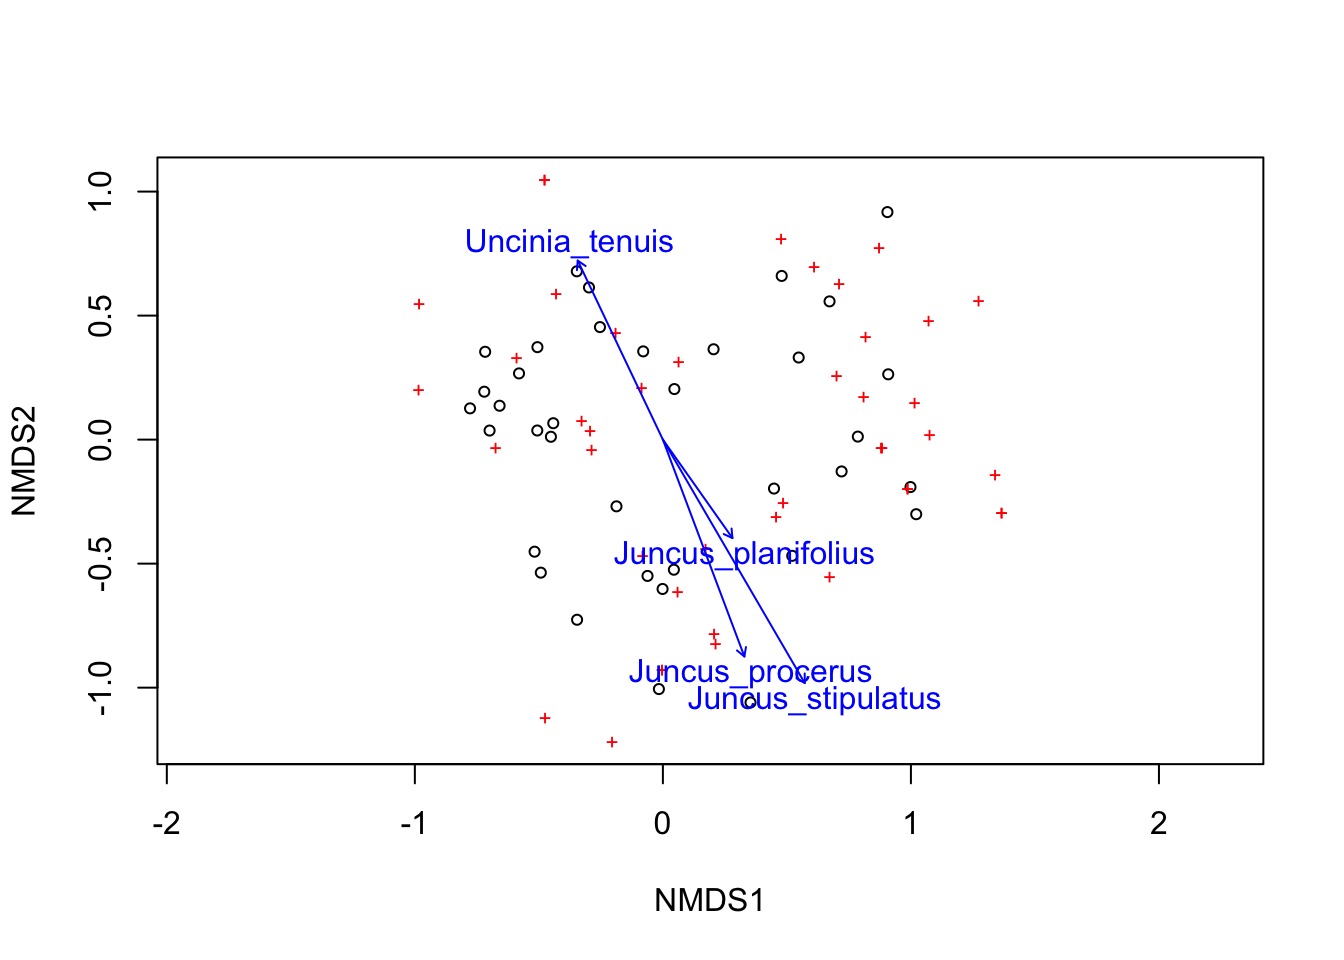 1.0
0.5
0.0
-0.5
-1.0
NMDS2
Uncinia_tenuis
Juncus_planifolius
Juncus_procerus
Juncus_stipulatus
-2
-1
0
1
2
NMDS1